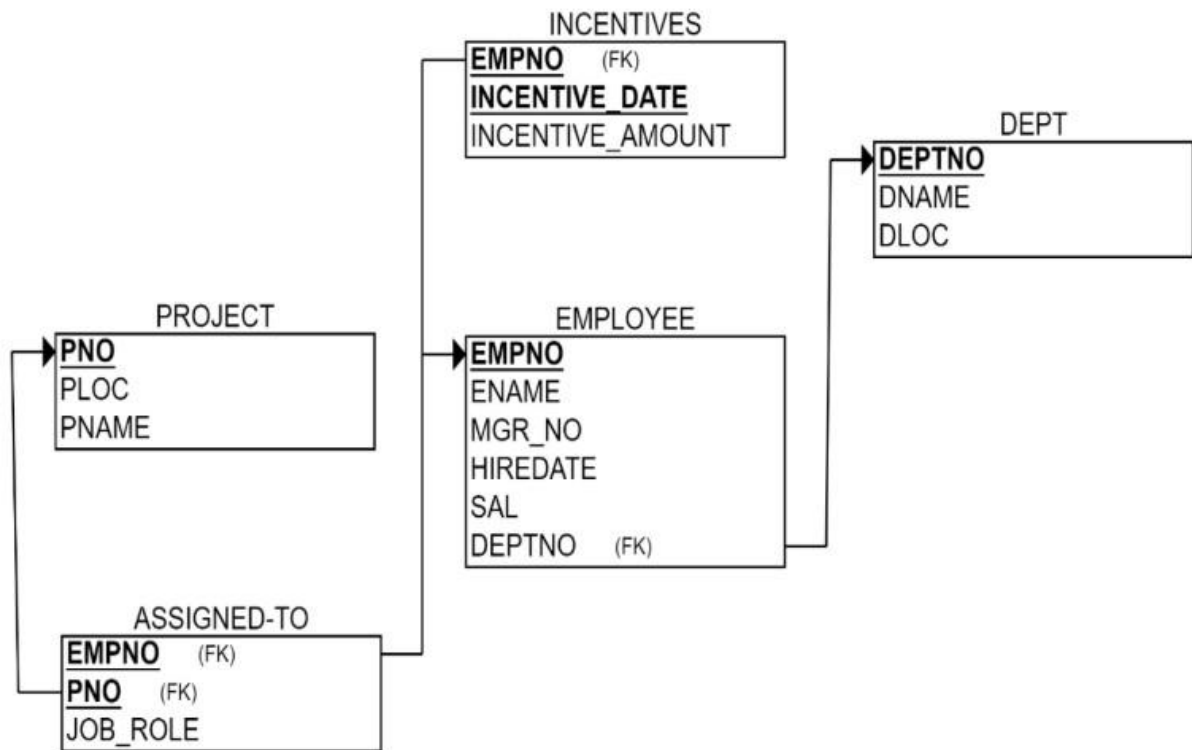 INCENTIVES
EMPNO (FK)
INCENTIVE_DATE
INCENTIVE_AMOUNT
DEPT
DEPTNO
DNAME
DLOC
PROJECT
PNO
PLOC
PNAME
EMPLOYEE
EMPNO
ENAME
MGR_NO
HIREDATE
SAL
DEPTNO (FK)
ASSIGNED-TO
EMPNO (FK)
PNO (FK)
JOB_ROLE